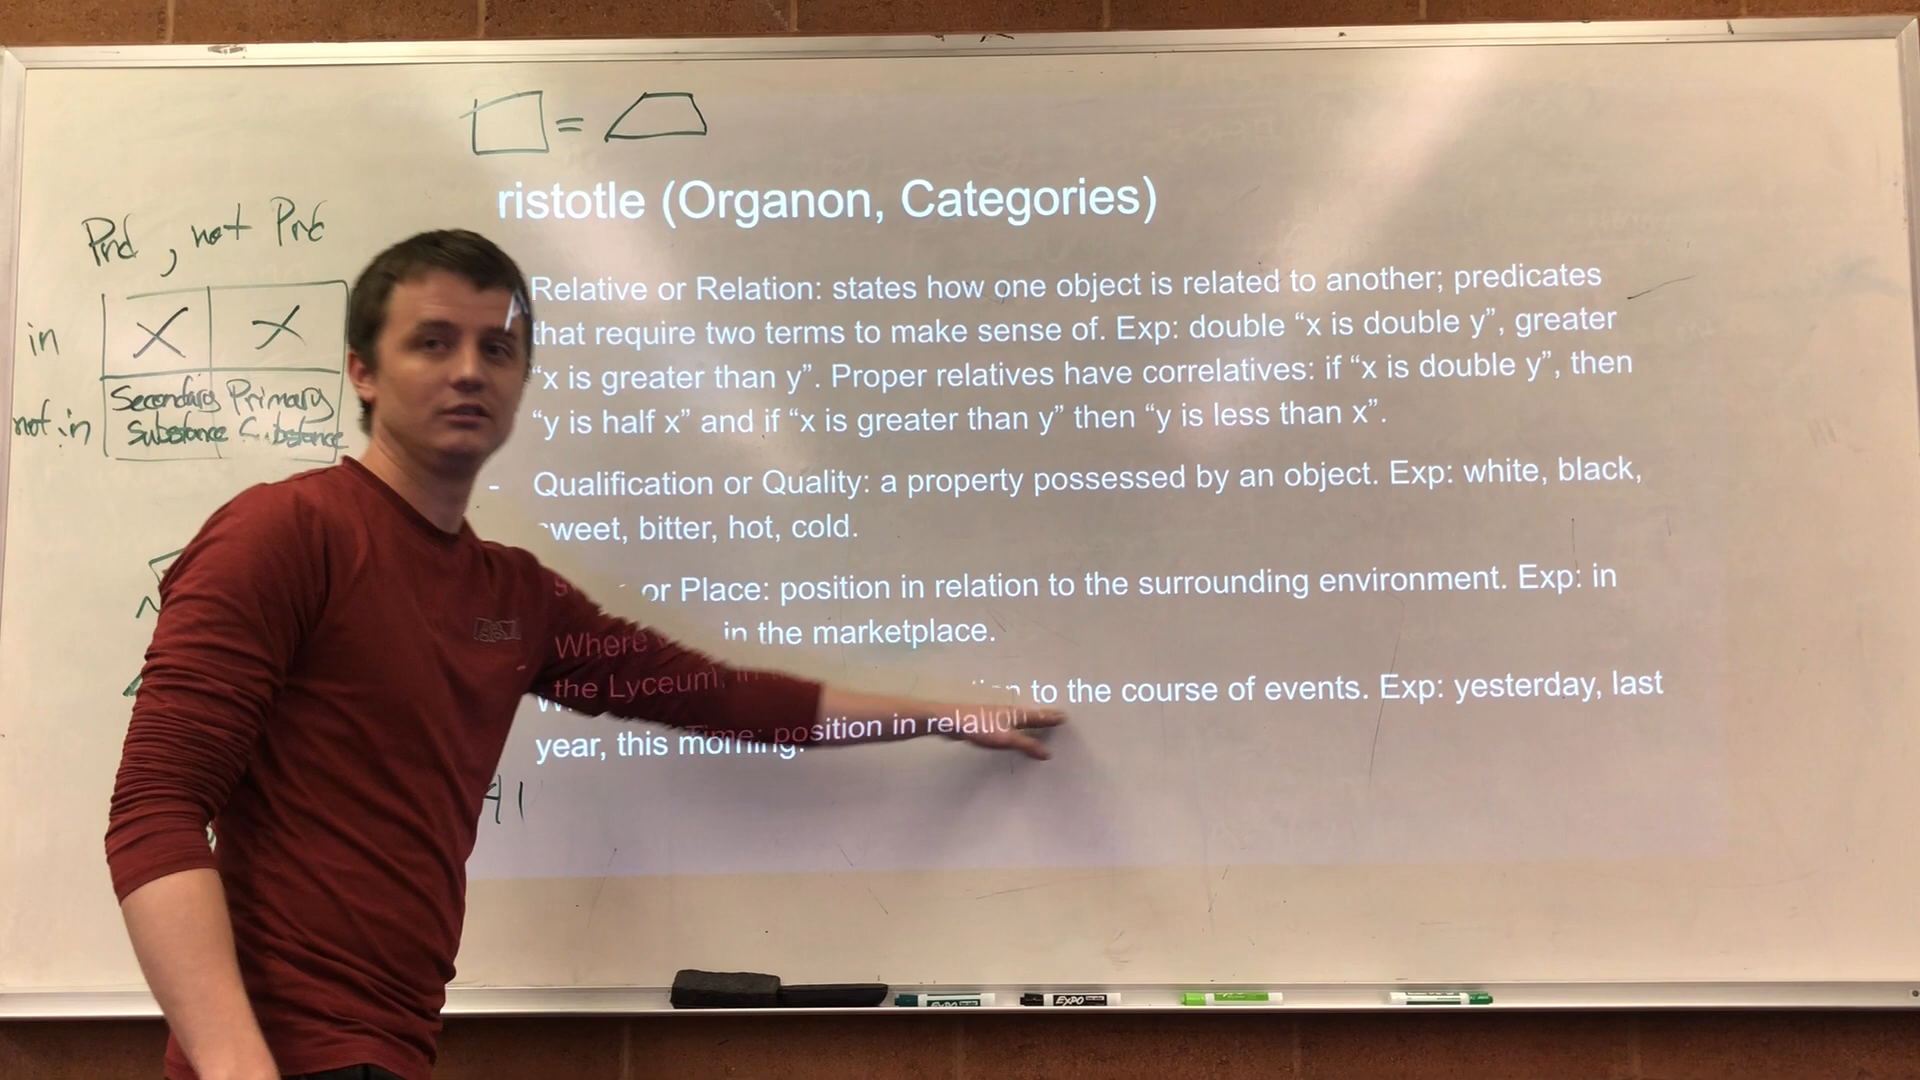 ristotle (Organon, Categories)
Prd, not Prd
in
X X
Secondary Primary
not in
Substance Substance
A
Relative or Relation: states how one object is related to another; predicates
that require two terms to make sense of. Exp: double “x is double y”, greater
“x is greater than y”. Proper relatives have correlatives: if “x is double y”, then
“y is half x” and if “x is greater than y” then “y is less than x”.
- Qualification or Quality: a property possessed by an object. Exp: white, black,
weet, bitter, hot, cold.
Where or Place: position in relation to the surrounding environment. Exp: in
the Lyceum, in the marketplace.
Time: position in relation to the course of events. Exp: yesterday, last
year, this morning.
EXPO
EXPO